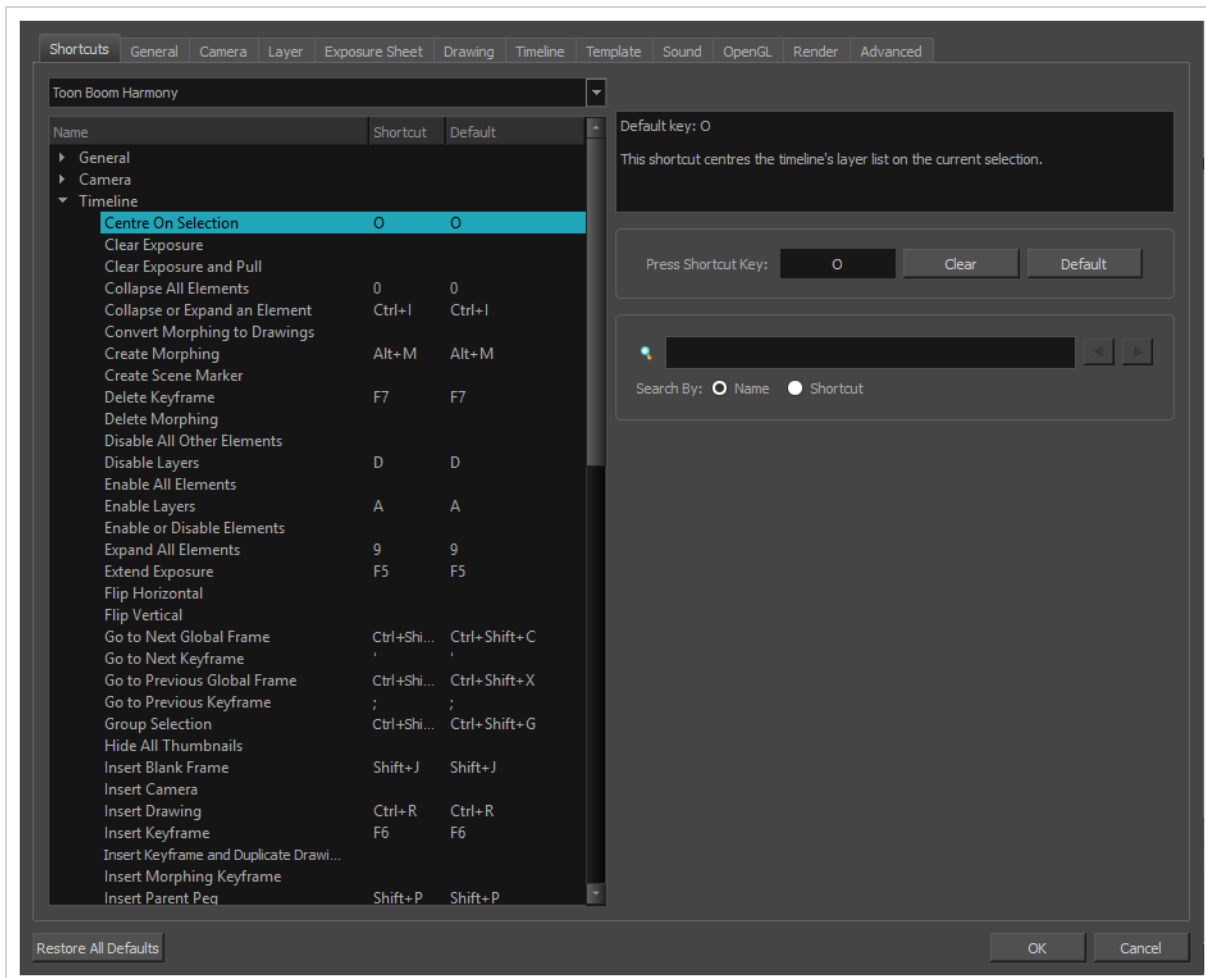 Shortcuts General Camera Layer Exposure Sheet Drawing Timeline Template Sound OpenGL Render Advanced
Toon Boom Harmony
Name Shortcut Default
General
Camera
Timeline
Centre On Selection O O
Clear Exposure
Clear Exposure and Pull
Collapse All Elements 0 0
Collapse or Expand an Element Ctrl+I Ctrl+I
Convert Morphing to Drawings
Create Morphing Alt+M Alt+M
Create Scene Marker
Delete Keyframe F7 F7
Delete Morphing
Disable All Other Elements
Disable Layers D D
Enable All Elements
Enable Layers A A
Enable or Disable Elements
Expand All Elements 9 9
Extend Exposure F5 F5
Flip Horizontal
Flip Vertical
Go to Next Global Frame Ctrl+Shi... Ctrl+Shift+C
Go to Next Keyframe ' '
Go to Previous Global Frame Ctrl+Shi... Ctrl+Shift+X
Go to Previous Keyframe ; ;
Group Selection Ctrl+Shi... Ctrl+Shift+G
Hide All Thumbnails
Insert Blank Frame Shift+J Shift+J
Insert Camera
Insert Drawing Ctrl+R Ctrl+R
Insert Keyframe F6 F6
Insert Keyframe and Duplicate Drawi...
Insert Morphing Keyframe
Insert Parent Peg Shift+P Shift+P
Default key: O
This shortcut centres the timeline's layer list on the current selection.
Press Shortcut Key: O Clear Default
Search By: Name Shortcut
Restore All Defaults OK Cancel